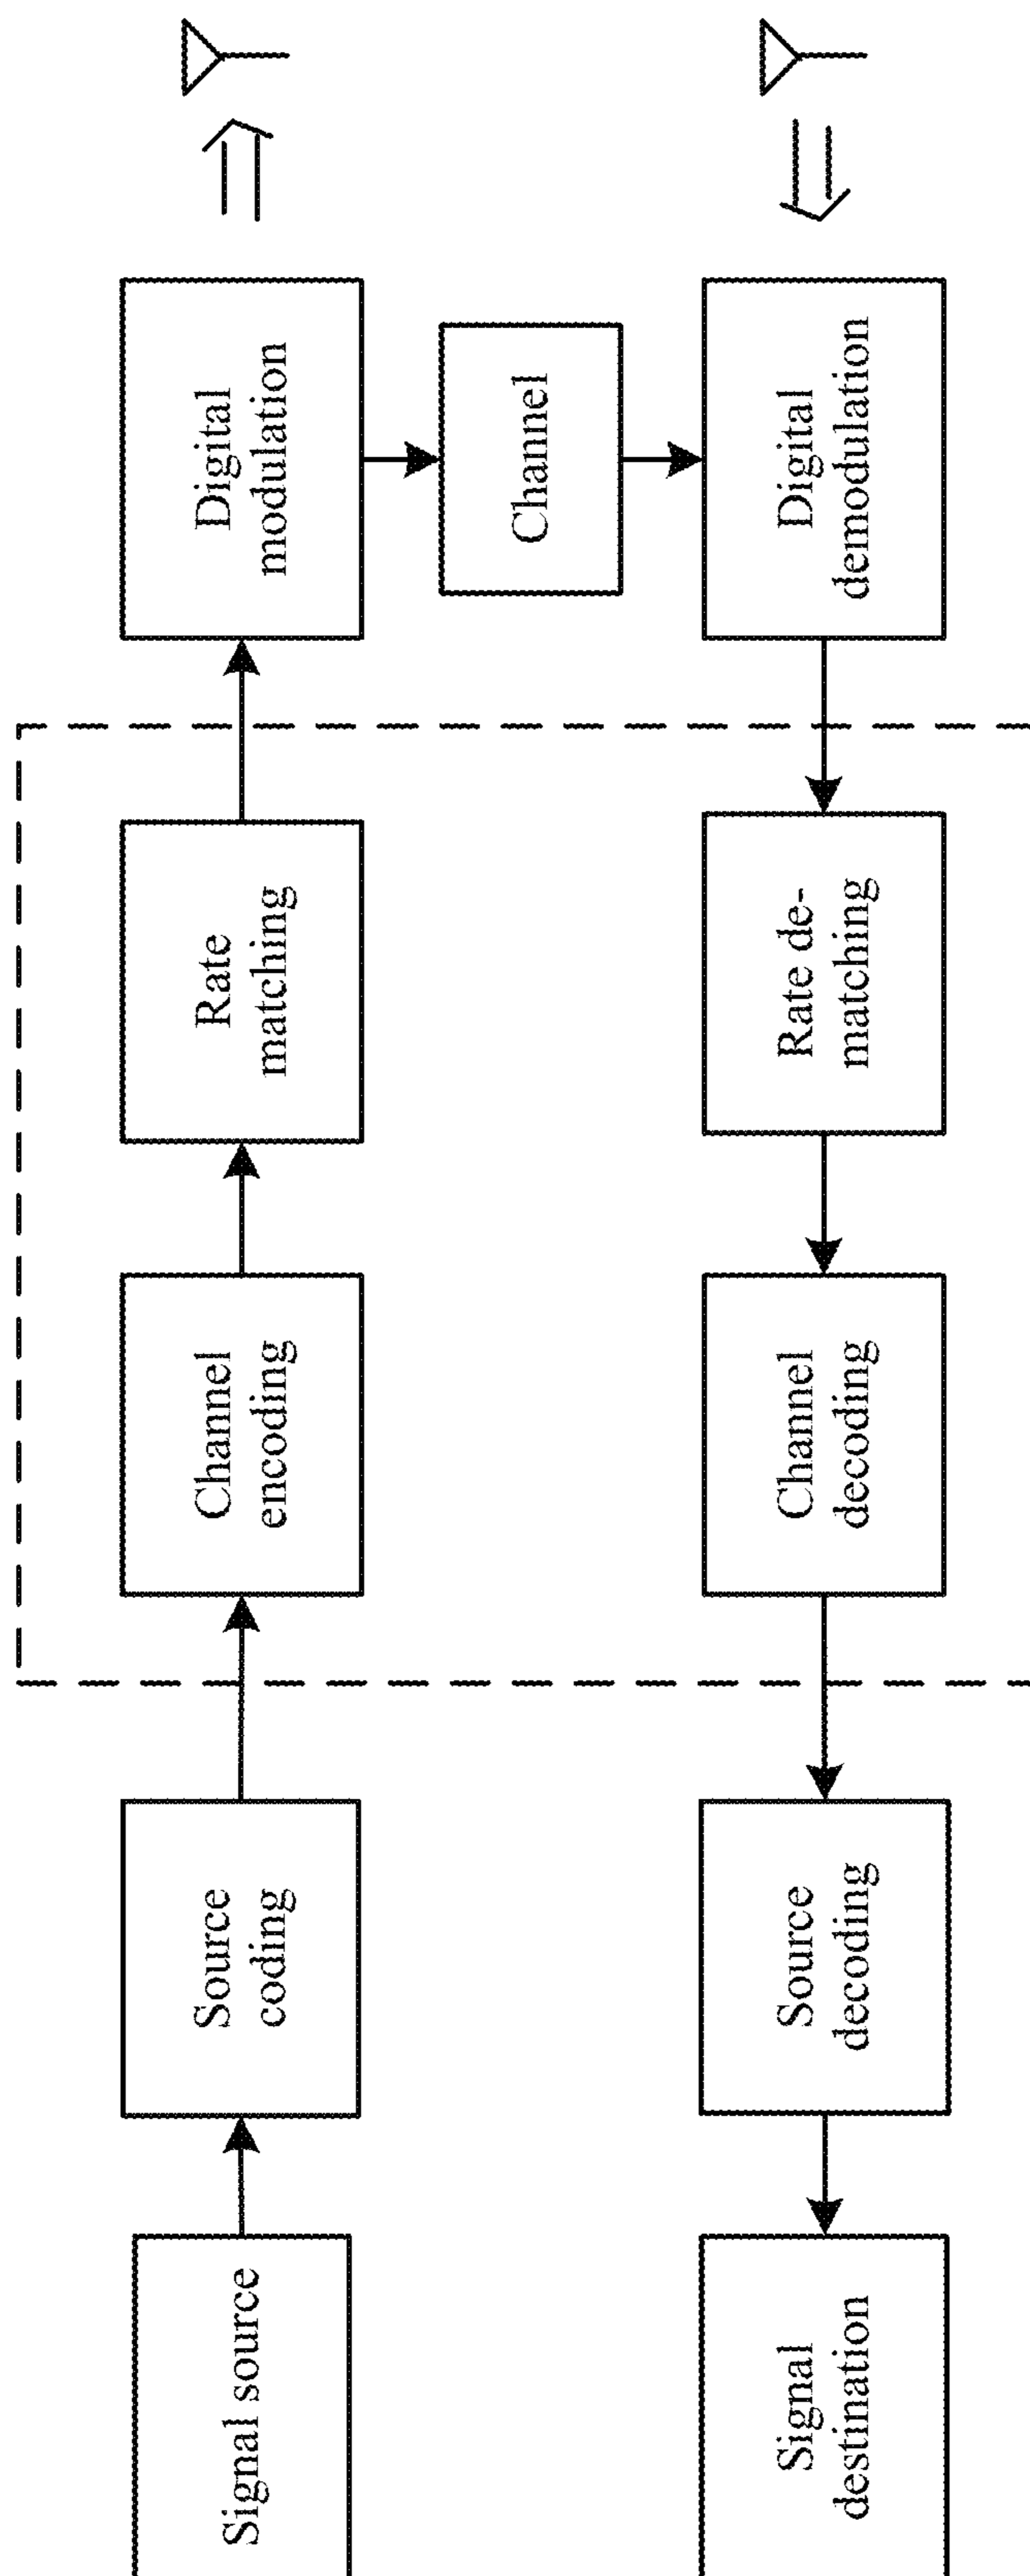 Signal source
Source
coding
Channel
encoding
Rate
matching
Digital
modulation
Channel
Signal
destination
Source
decoding
Channel
decoding
Rate de-
matching
Digital
demodulation